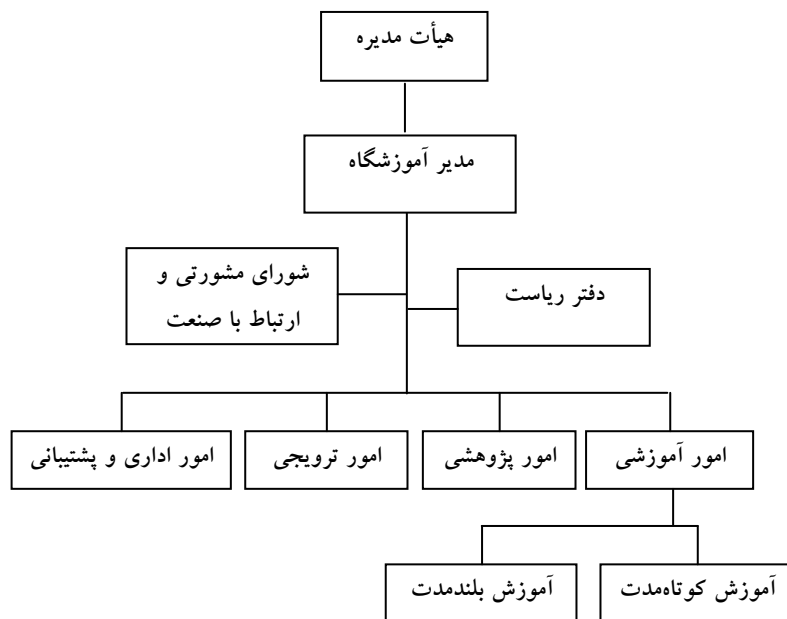 هیأت مدیره
مدیر آموزشگاه
شورای مشورتی و
ارتباط با صنعت
دفتر ریاست
امور آموزشی
امور پژوهشی
امور ترویجی
امور اداری و پشتیبانی
آموزش کوتاه‌مدت
آموزش بلندمدت